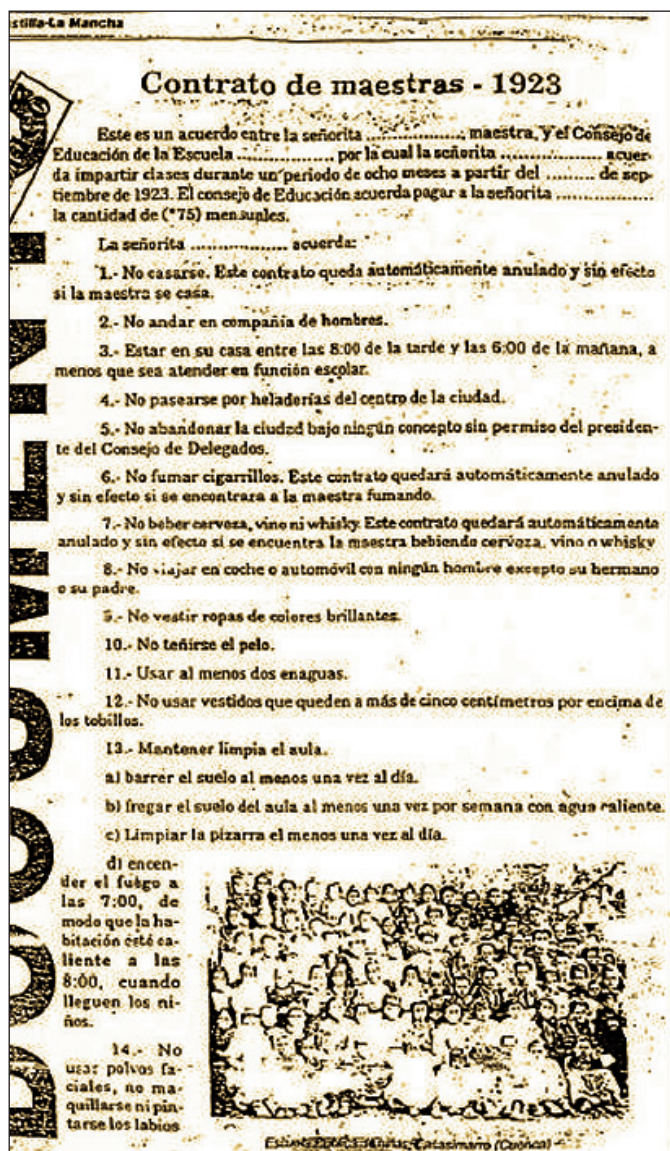 stilla-La Mancha
Contrato de maestras - 1923
Este es un acuerdo entre la señorita ................, maestra, y el Consejo de
Educación de la Escuela ................ por la cual la señorita ................ acuer-
da impartir clases durante un periodo de ocho meses a partir del ......... de sep-
tiembre de 1923. El consejo de Educación acuerda pagar a la señorita ................
la cantidad de (*75) mensuales.
La señorita ................ acuerda:
1.- No casarse. Este contrato queda automáticamente anulado y sin efecto
si la maestra se casa.
2.- No andar en compañía de hombres.
3.- Estar en su casa entre las 8:00 de la tarde y las 6:00 de la mañana, a
menos que sea atender en función escolar.
4.- No pasearse por heladerías del centro de la ciudad.
5.- No abandonar la ciudad bajo ningún concepto sin permiso del presiden-
te del Consejo de Delegados.
6.- No fumar cigarrillos. Este contrato quedará automáticamente anulado
y sin efecto si se encontrara a la maestra fumando.
7.- No beber cerveza, vino ni whisky. Este contrato quedará automáticamente
anulado y sin efecto si se encuentra la maestra bebiendo cerveza, vino o whisky
8.- No viajar en coche o automóvil con ningún hombre excepto su hermano
o su padre.
9.- No vestir ropas de colores brillantes.
10.- No teñirse el pelo.
11.- Usar al menos dos enaguas.
12.- No usar vestidos que queden a más de cinco centímetros por encima de
los tobillos.
13.- Mantener limpia el aula.
a) barrer el suelo al menos una vez al día.
b) fregar el suelo del aula al menos una vez por semana con agua caliente.
c) Limpiar la pizarra el menos una vez al día.
d) encen-
der el fuego a
las 7:00, de
modo que la ha-
bitación esté ca-
liente a las
8:00, cuando
lleguen los ni-
ños.
14.- No
usar polvos fa-
ciales, no ma-
quillarse ni pin-
tarse los labios
(Cuenca)